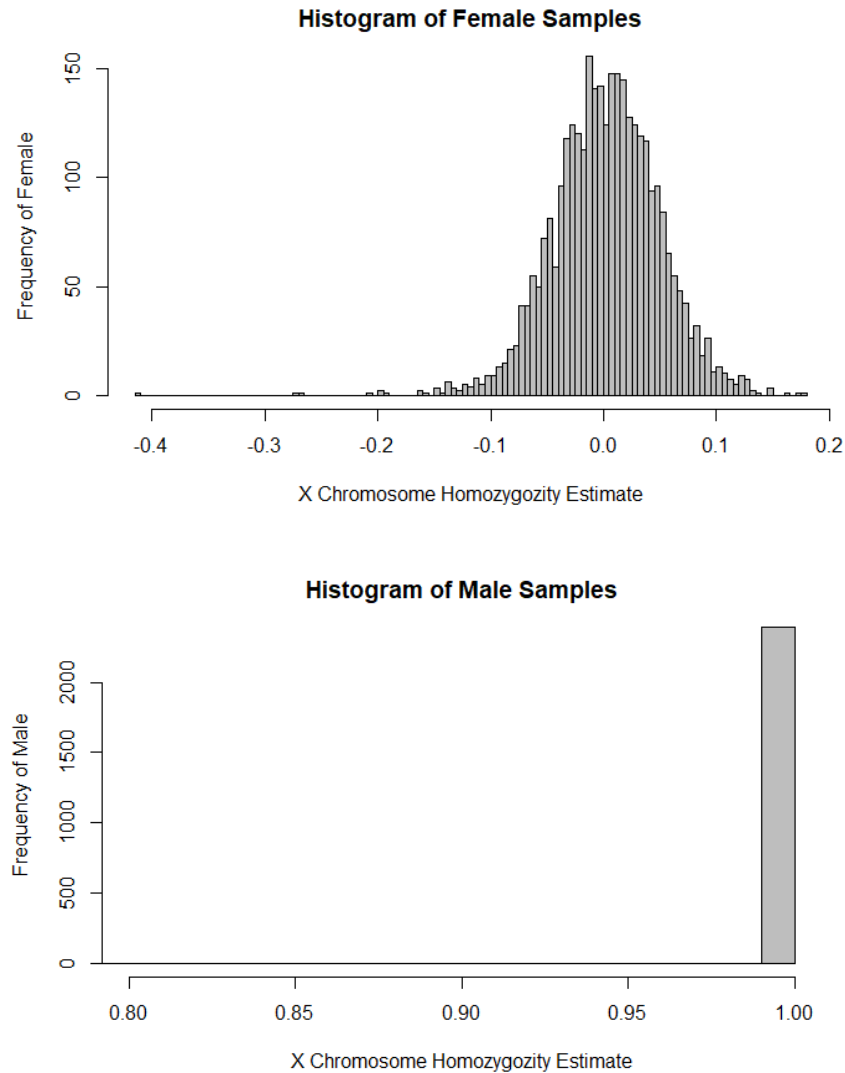 Histogram of Female Samples
Frequency of Female
150
100
50
0
-0.4 -0.3 -0.2 -0.1 0.0 0.1 0.2
X Chromosome Homozygozity Estimate
Histogram of Male Samples
Frequency of Male
2000
1500
1000
500
0
0.80 0.85 0.90 0.95 1.00
X Chromosome Homozygozity Estimate